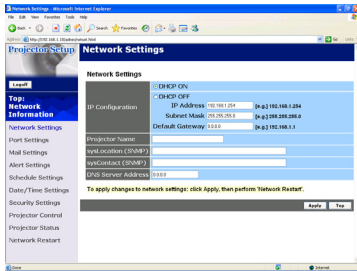 Network Settings - Microsoft Internet Explorer
File Edit View Favorites Tools Help
Back Search Favorites
Go
Projector Setup
Network Settings
Logoff
Top:
Network
Information
Network Settings
Port Settings
Mail Settings
Alert Settings
Schedule Settings
Date/Time Settings
Security Settings
Projector Control
Projector Status
Network Restart
Network Settings
IP Configuration
DHCP ON
DHCP OFF
IP Address 192.168.1.254 [e.g.] 192.168.1.254
Subnet Mask 255.255.255.0 [e.g.] 255.255.255.0
Default Gateway 0.0.0.0 [e.g.] 192.168.1.1
Projector Name
sysLocation (SNMP)
sysContact (SNMP)
DNS Server Address 0.0.0.0
To apply changes to network settings: click Apply, then perform 'Network Restart'.
Apply Top
Done Internet